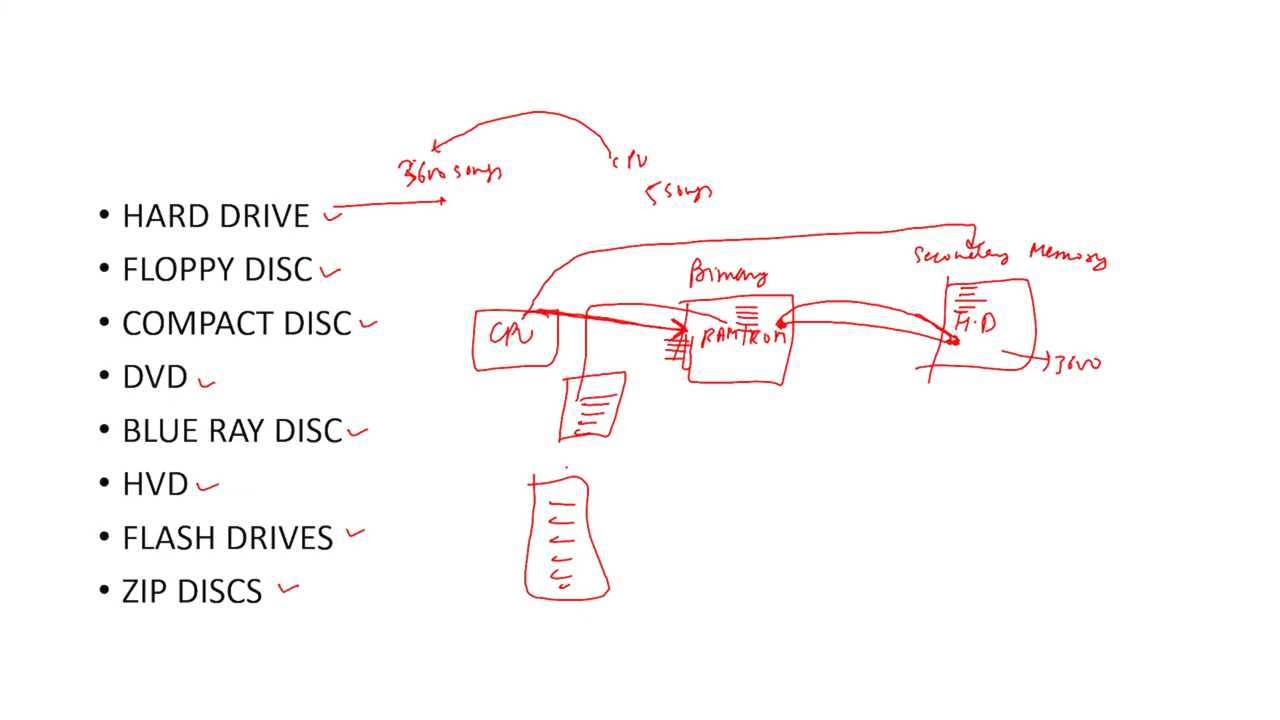 3600 songs
CPU
5 songs
• HARD DRIVE
• FLOPPY DISC
• COMPACT DISC
• DVD
• BLUE RAY DISC
• HVD
• FLASH DRIVES
• ZIP DISCS
Secondary Memory
Primary
CPU
RAM+ROM
H.D
3600